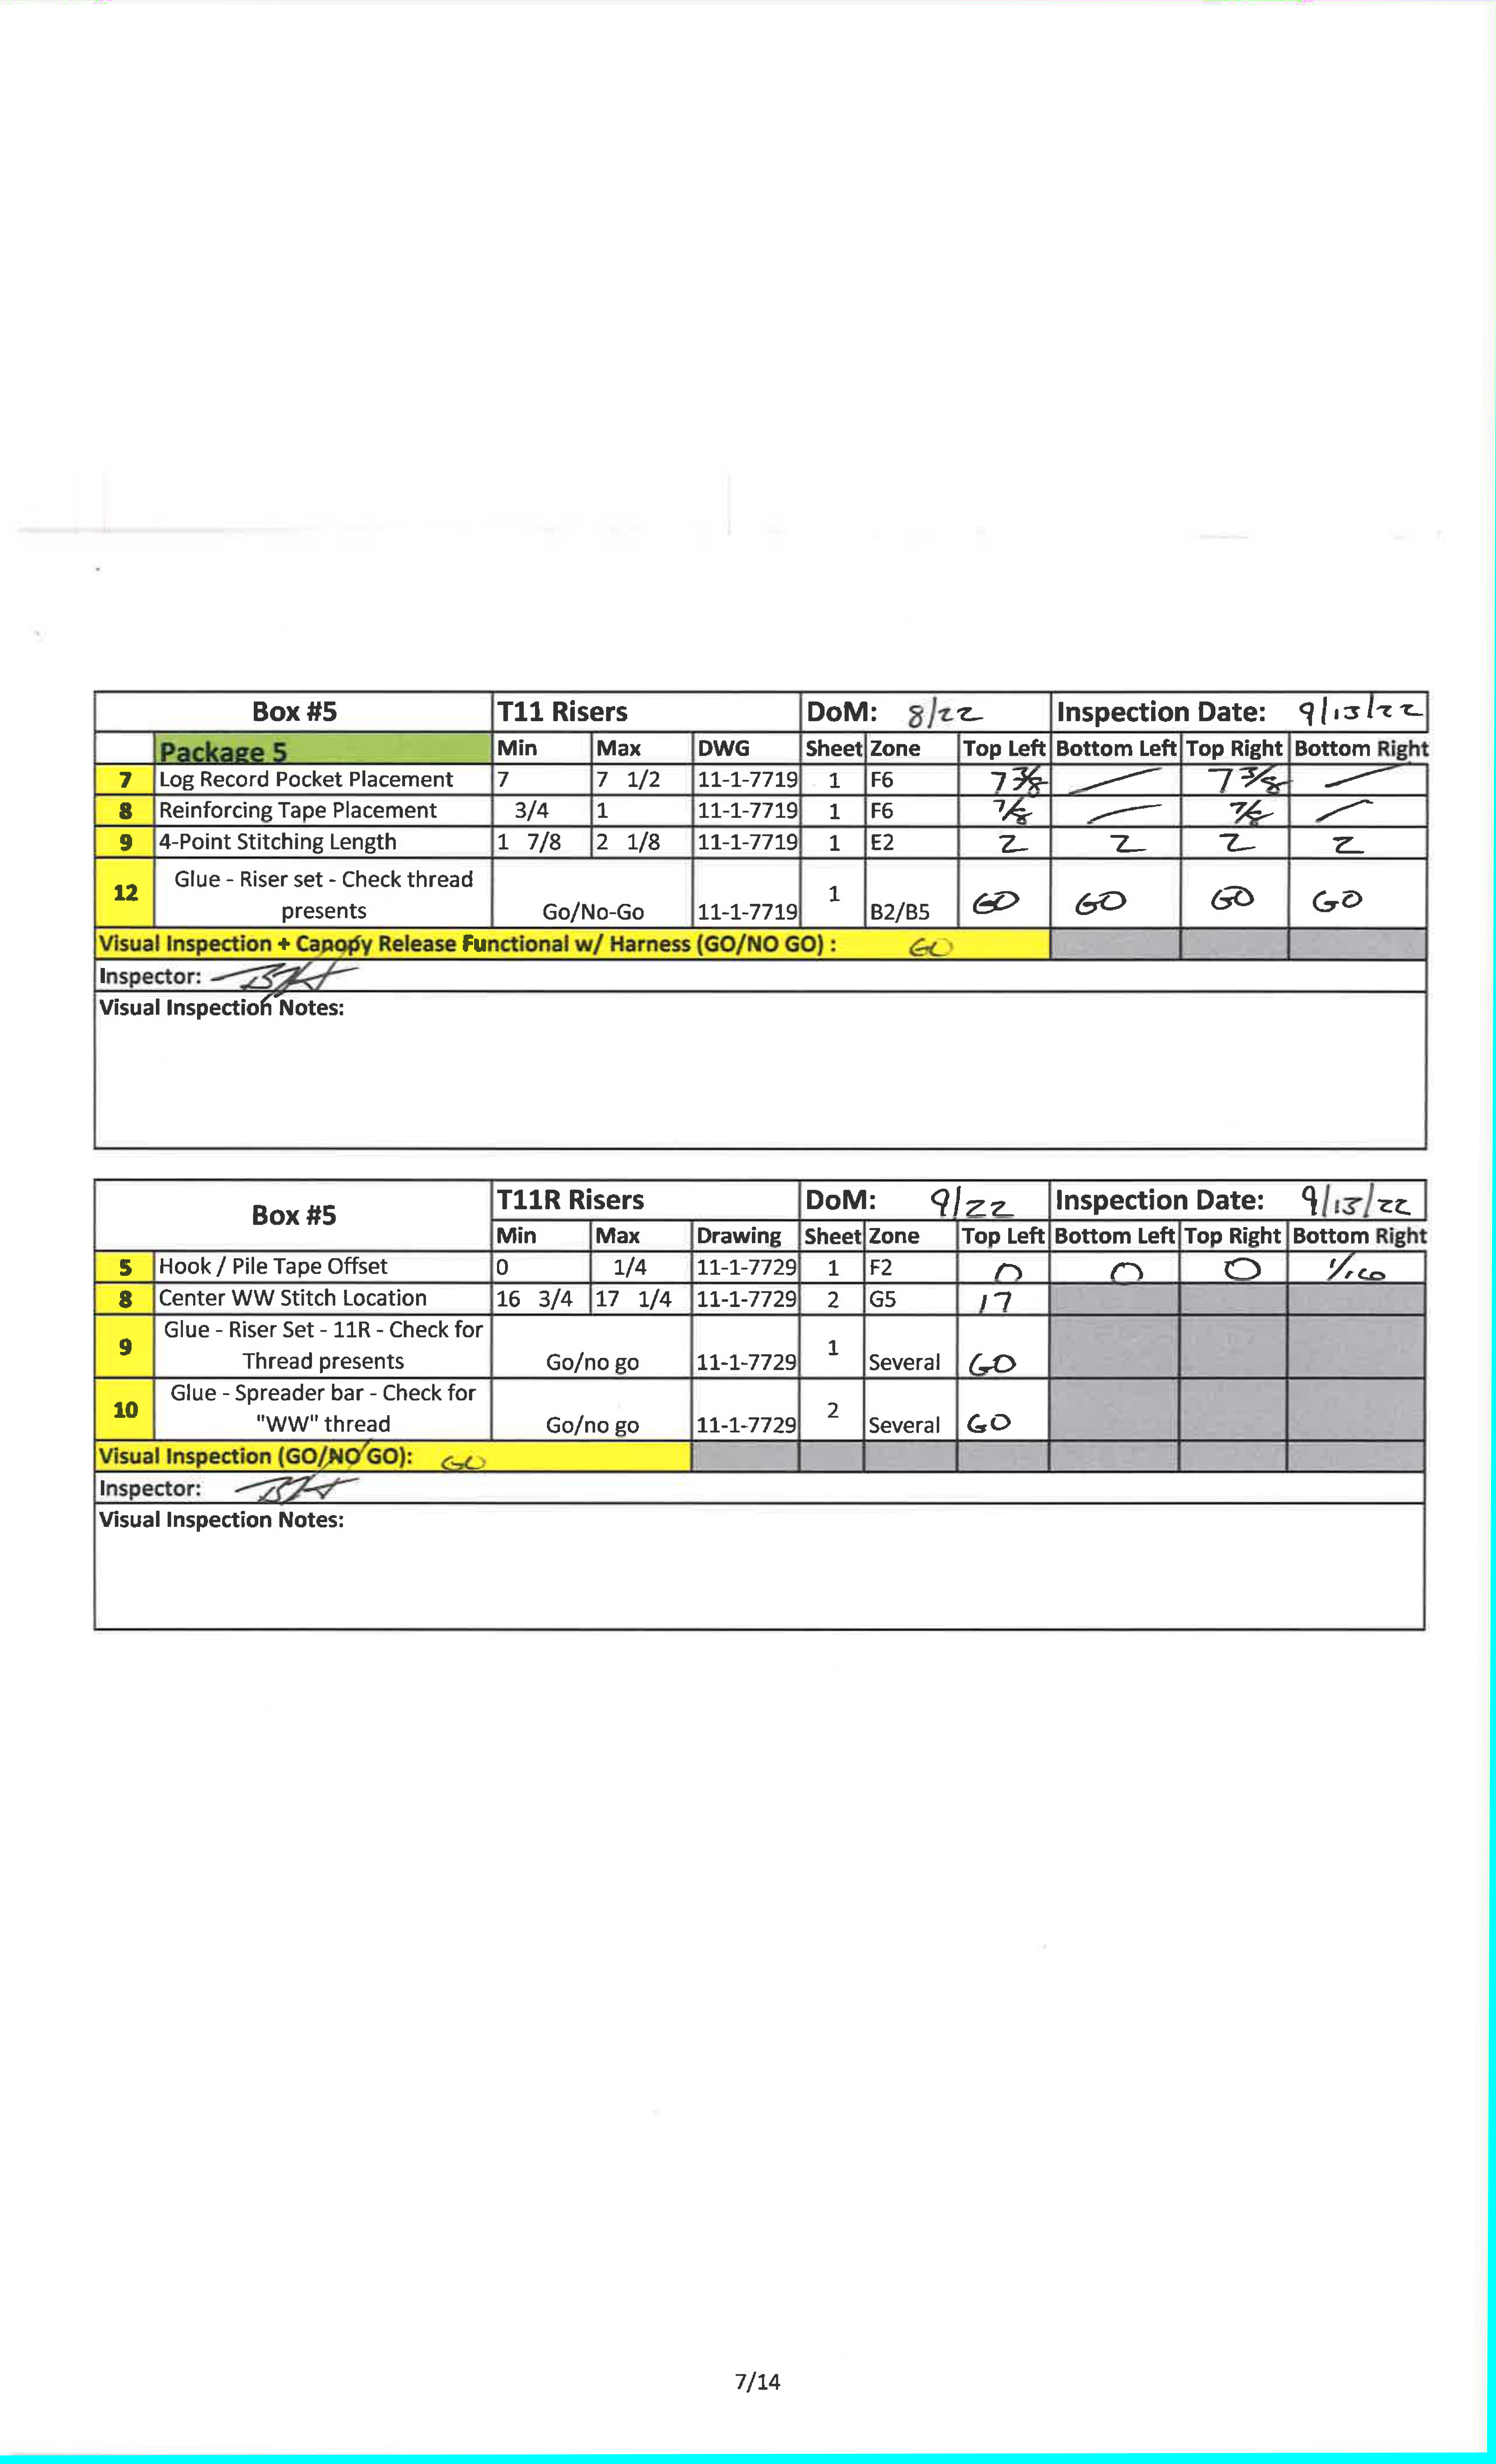 Box #5 T11 Risers DoM: 8/22 Inspection Date: 9/13/22
Package 5 Min Max DWG Sheet Zone Top Left Bottom Left Top Right Bottom Right
7 Log Record Pocket Placement 7 7 1/2 11-1-7719 1 F6 7 3/8 — 7 3/8 —
8 Reinforcing Tape Placement 3/4 1 11-1-7719 1 F6 7/8 — 7/8 —
9 4-Point Stitching Length 1 7/8 2 1/8 11-1-7719 1 E2 2 2 2 2
12 Glue - Riser set - Check thread
presents Go/No-Go 11-1-7719 1 B2/B5 GO GO GO GO
Visual Inspection + Canopy Release Functional w/ Harness (GO/NO GO) : GO
Inspector:
Visual Inspection Notes:
Box #5 T11R Risers DoM: 9/22 Inspection Date: 9/13/22
Min Max Drawing Sheet Zone Top Left Bottom Left Top Right Bottom Right
5 Hook / Pile Tape Offset 0 1/4 11-1-7729 1 F2 0 0 0 1/16
8 Center WW Stitch Location 16 3/4 17 1/4 11-1-7729 2 G5 17
9 Glue - Riser Set - 11R - Check for
Thread presents Go/no go 11-1-7729 1 Several GO
10 Glue - Spreader bar - Check for
"WW" thread Go/no go 11-1-7729 2 Several GO
Visual Inspection (GO/NO GO): GO
Inspector:
Visual Inspection Notes:
7/14